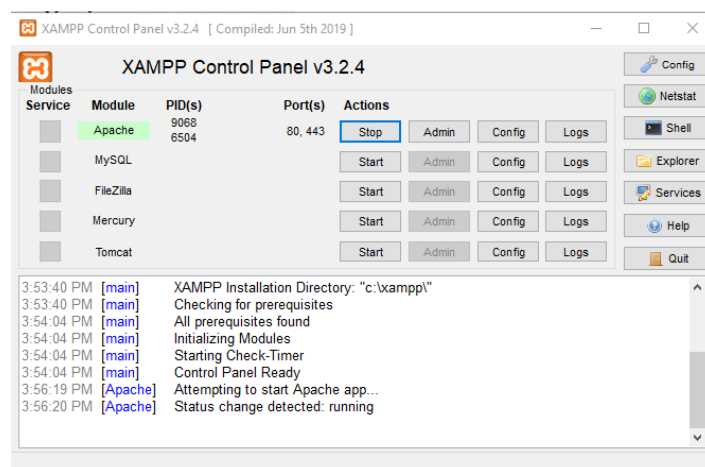 XAMPP Control Panel v3.2.4 [ Compiled: Jun 5th 2019 ]
XAMPP Control Panel v3.2.4
Config
Modules
Service Module PID(s) Port(s) Actions
Netstat
Apache 9068 6504 80, 443 Stop Admin Config Logs
Shell
MySQL Start Admin Config Logs
Explorer
FileZilla Start Admin Config Logs
Services
Mercury Start Admin Config Logs
Help
Tomcat Start Admin Config Logs
Quit
3:53:40 PM [main] XAMPP Installation Directory: "c:\xampp\"
3:53:40 PM [main] Checking for prerequisites
3:54:04 PM [main] All prerequisites found
3:54:04 PM [main] Initializing Modules
3:54:04 PM [main] Starting Check-Timer
3:54:04 PM [main] Control Panel Ready
3:56:19 PM [Apache] Attempting to start Apache app...
3:56:20 PM [Apache] Status change detected: running